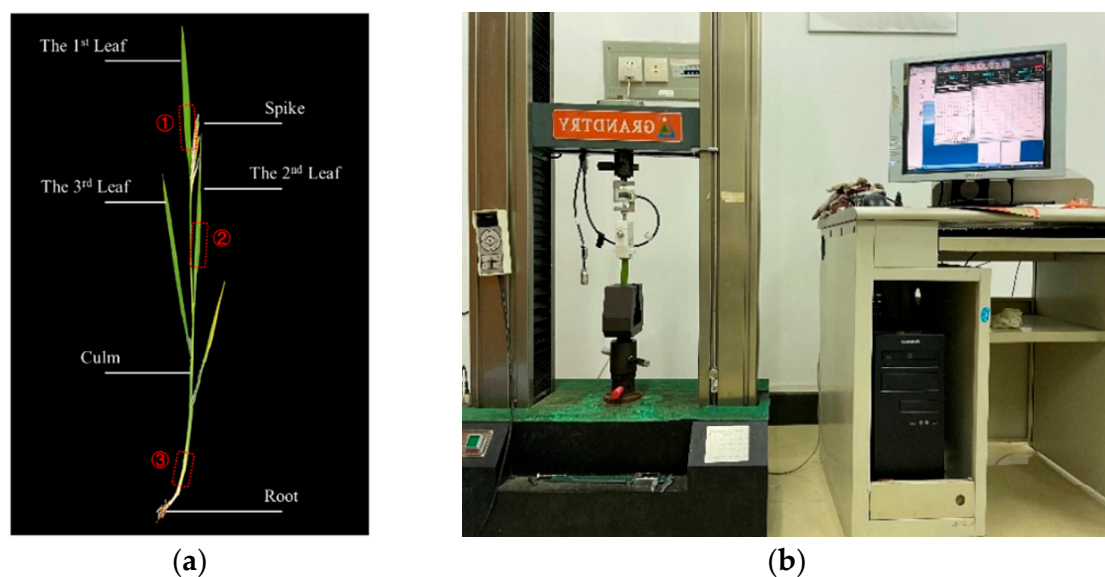 The 1st Leaf
①
Spike
The 3rd Leaf
The 2nd Leaf
②
Culm
③
Root
(a)
GRANDTRY
(b)